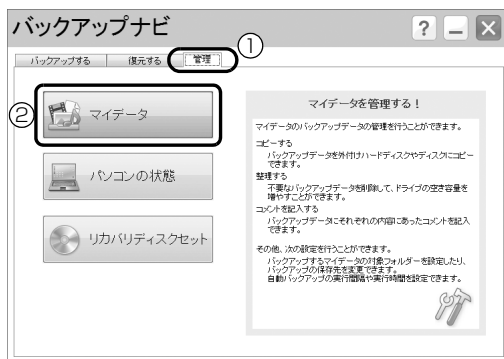 バックアップナビ
? － ×
①
バックアップする 復元する 管理
②
マイデータ
パソコンの状態
リカバリディスクセット
マイデータを管理する！
マイデータのバックアップデータの管理を行うことができます。
コピーする
バックアップデータを外付けハードディスクやディスクにコピー
できます。
整理する
不要なバックアップデータを削除して、ドライブの空き容量を
増やすことができます。
コメントを記入する
バックアップデータにそれぞれの内容にあったコメントを記入
できます。
その他、次の設定を行うことができます。
バックアップするマイデータの対象フォルダーを設定したり、
バックアップの保存先を変更できます。
自動バックアップの実行間隔や実行時間を設定できます。